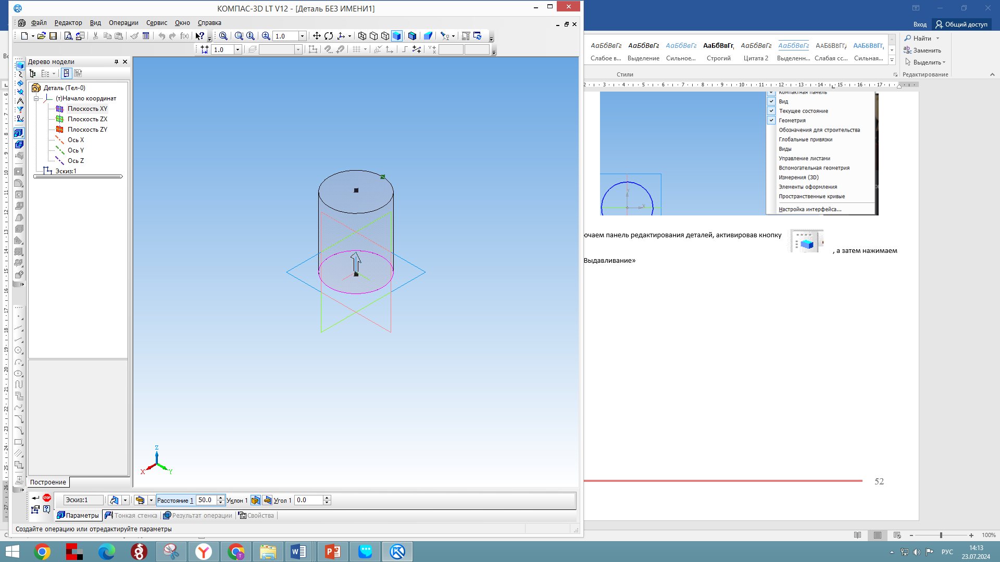 КОМПАС-3D LT V12 - [Деталь БЕЗ ИМЕНИ1]
Файл Редактор Вид Операции Сервис Окно Справка
1.0
1.0
Дерево модели
Деталь (Тел-0)
(т)Начало координат
Плоскость XY
Плоскость ZX
Плоскость ZY
Ось X
Ось Y
Ось Z
Эскиз:1
Построение
Z
X
Y
Эскиз:1 Расстояние 1 50.0 Уклон 1 Угол 1 0.0
Параметры Тонкая стенка Результат операции Свойства
Создайте операцию или отредактируйте параметры
Вход Общий доступ
АаБбВвГг АаБбВвГг АаБбВвГг АаБбВвГг, АаБбВвГг АаБбВвГг ААБбВвГг, ААБбВвГг,
Слабое в... Выделение Сильное... Строгий Цитата 2 Выделенн... Слабая сс... Сильная...
Стили
Найти
Заменить
Выделить
Редактирование
2 3 4 5 6 7 8 9 10 11 12 13 14 15 16 17
Компактная панель
Вид
Текущее состояние
Геометрия
Обозначения для строительства
Глобальные привязки
Виды
Управление листами
Вспомогательная геометрия
Измерения (3D)
Элементы оформления
Пространственные кривые
Настройка интерфейса...
Y
X
ючаем панель редактирования деталей, активировав кнопку
, а затем нажимаем
Выдавливание»
52
100%
РУС
14:13
23.07.2024